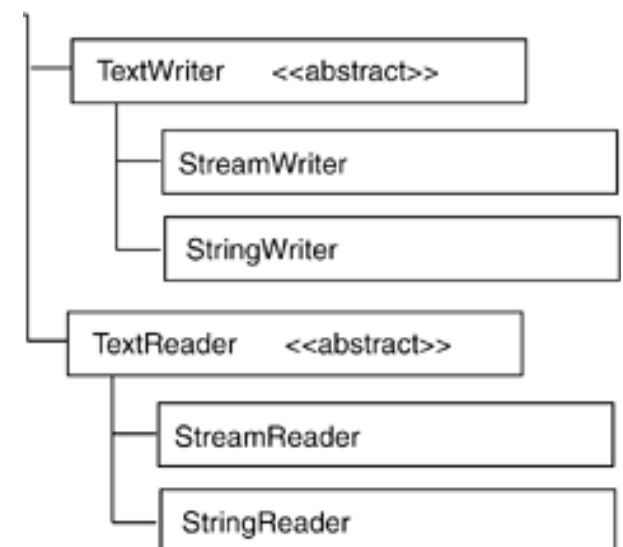 TextWriter <<abstract>>
StreamWriter
StringWriter
TextReader <<abstract>>
StreamReader
StringReader